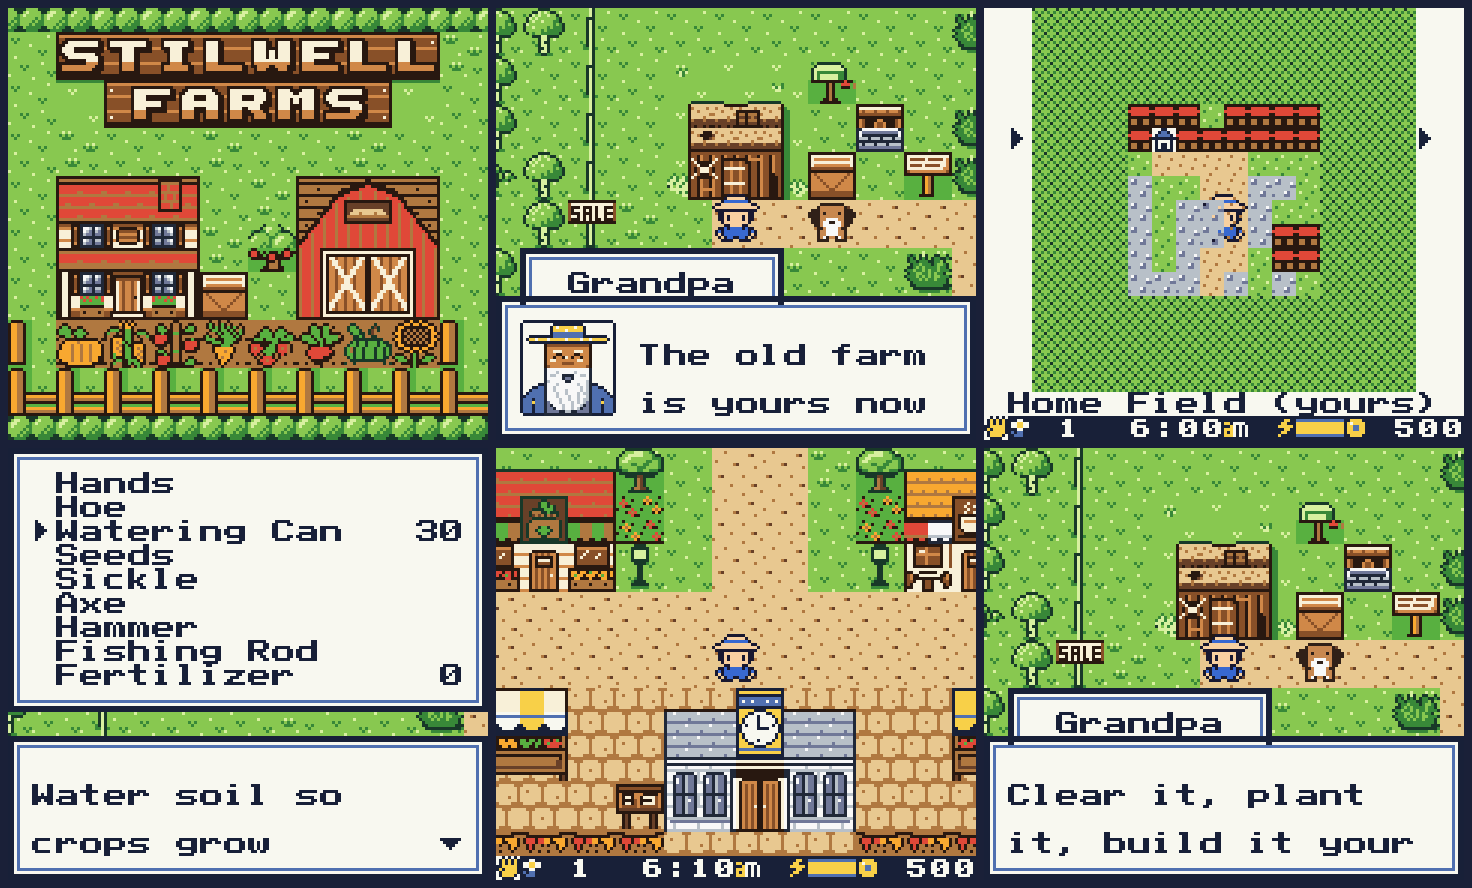 STILWELL
FARMS
SALE
Grandpa
The old farm
is yours now
Home Field (yours)
1 6:00am 500
Hands
Hoe
Watering Can 30
Seeds
Sickle
Axe
Hammer
Fishing Rod
Fertilizer 0
Water soil so
crops grow
1 6:10am 500
SALE
Grandpa
Clear it, plant
it, build it your